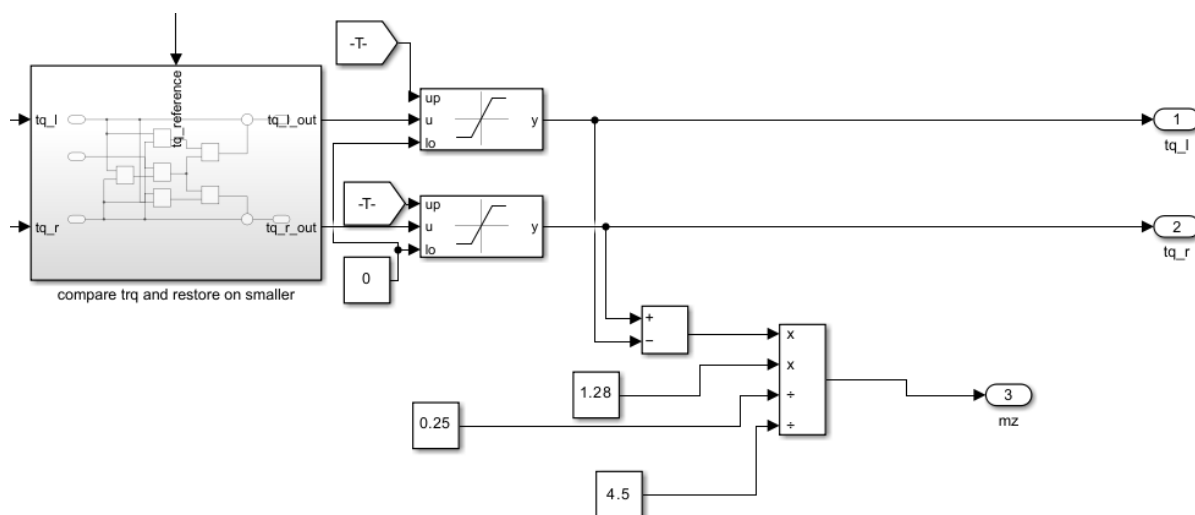 -T-
tq_reference
up
tq_l
tq_l_out
u
y
1
lo
tq_l
-T-
up
tq_r
tq_r_out
u
y
2
lo
tq_r
0
compare trq and restore on smaller
+
−
x
x
1.28
÷
3
0.25
mz
÷
4.5